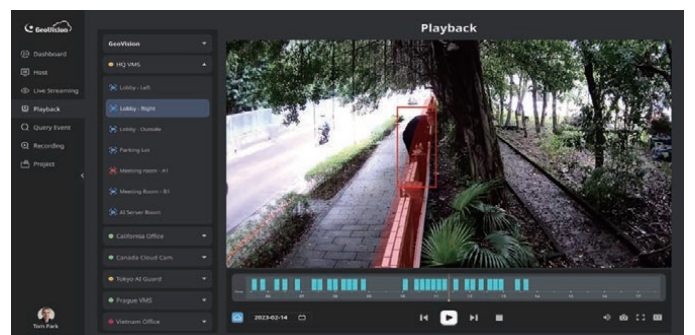 GeoVision
Playback
Dashboard
Host
Live Streaming
Playback
Query Event
Recording
Project
GeoVision
HQ VMS
Lobby - Left
Lobby - Right
Lobby - Outside
Parking Lot
Meeting room - A1
Meeting Room - B1
AI Server Room
California Office
Canada Cloud Cam
Tokyo AI Guard
Prague VMS
Vietnam Office
Tom Park
2023-02-14